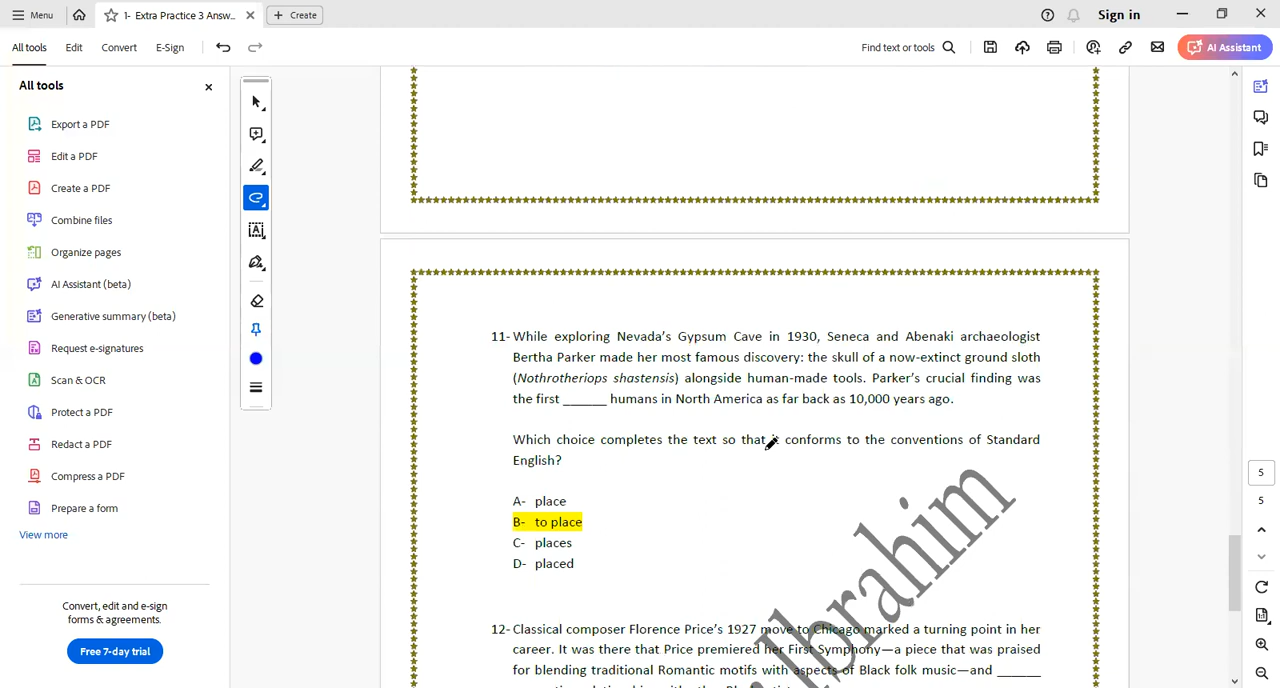 Menu
1- Extra Practice 3 Answ...
Create
Sign in
All tools
Edit
Convert
E-Sign
Find text or tools
AI Assistant
All tools
Export a PDF
Edit a PDF
Create a PDF
Combine files
Organize pages
AI Assistant (beta)
Generative summary (beta)
Request e-signatures
Scan & OCR
Protect a PDF
Redact a PDF
Compress a PDF
Prepare a form
View more
Convert, edit and e-sign
forms & agreements.
Free 7-day trial
11- While exploring Nevada's Gypsum Cave in 1930, Seneca and Abenaki archaeologist
Bertha Parker made her most famous discovery: the skull of a now-extinct ground sloth
(Nothrotheriops shastensis) alongside human-made tools. Parker's crucial finding was
the first ______ humans in North America as far back as 10,000 years ago.
Which choice completes the text so that it conforms to the conventions of Standard
English?
A- place
B- to place
C- places
D- placed
12- Classical composer Florence Price's 1927 move to Chicago marked a turning point in her
career. It was there that Price premiered her First Symphony—a piece that was praised
for blending traditional Romantic motifs with aspects of Black folk music—and ______
Ibrahim
5
5